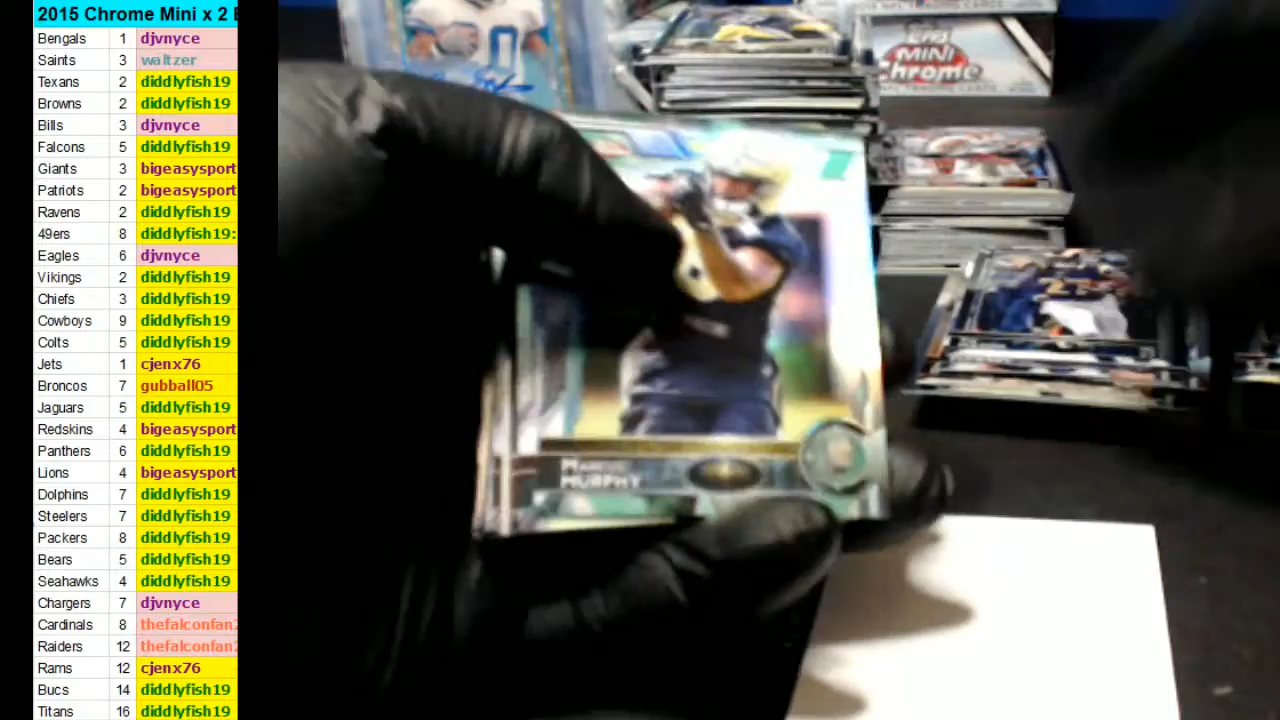 2015 Chrome Mini x 2 B
Bengals 1 djvnyce
Saints 3 waltzer
Texans 2 diddlyfish19
Browns 2 diddlyfish19
Bills 3 djvnyce
Falcons 5 diddlyfish19
Giants 3 bigeasysport
Patriots 2 bigeasysport
Ravens 2 diddlyfish19
49ers 8 diddlyfish19:
Eagles 6 djvnyce
Vikings 2 diddlyfish19
Chiefs 3 diddlyfish19
Cowboys 9 diddlyfish19
Colts 5 diddlyfish19
Jets 1 cjenx76
Broncos 7 gubball05
Jaguars 5 diddlyfish19
Redskins 4 bigeasysport
Panthers 6 diddlyfish19
Lions 4 bigeasysport
Dolphins 7 diddlyfish19
Steelers 7 diddlyfish19
Packers 8 diddlyfish19
Bears 5 diddlyfish19
Seahawks 4 diddlyfish19
Chargers 7 djvnyce
Cardinals 8 thefalconfan
Raiders 12 thefalconfan
Rams 12 cjenx76
Bucs 14 diddlyfish19
Titans 16 diddlyfish19
MINI
Chrome
MURPHY
27